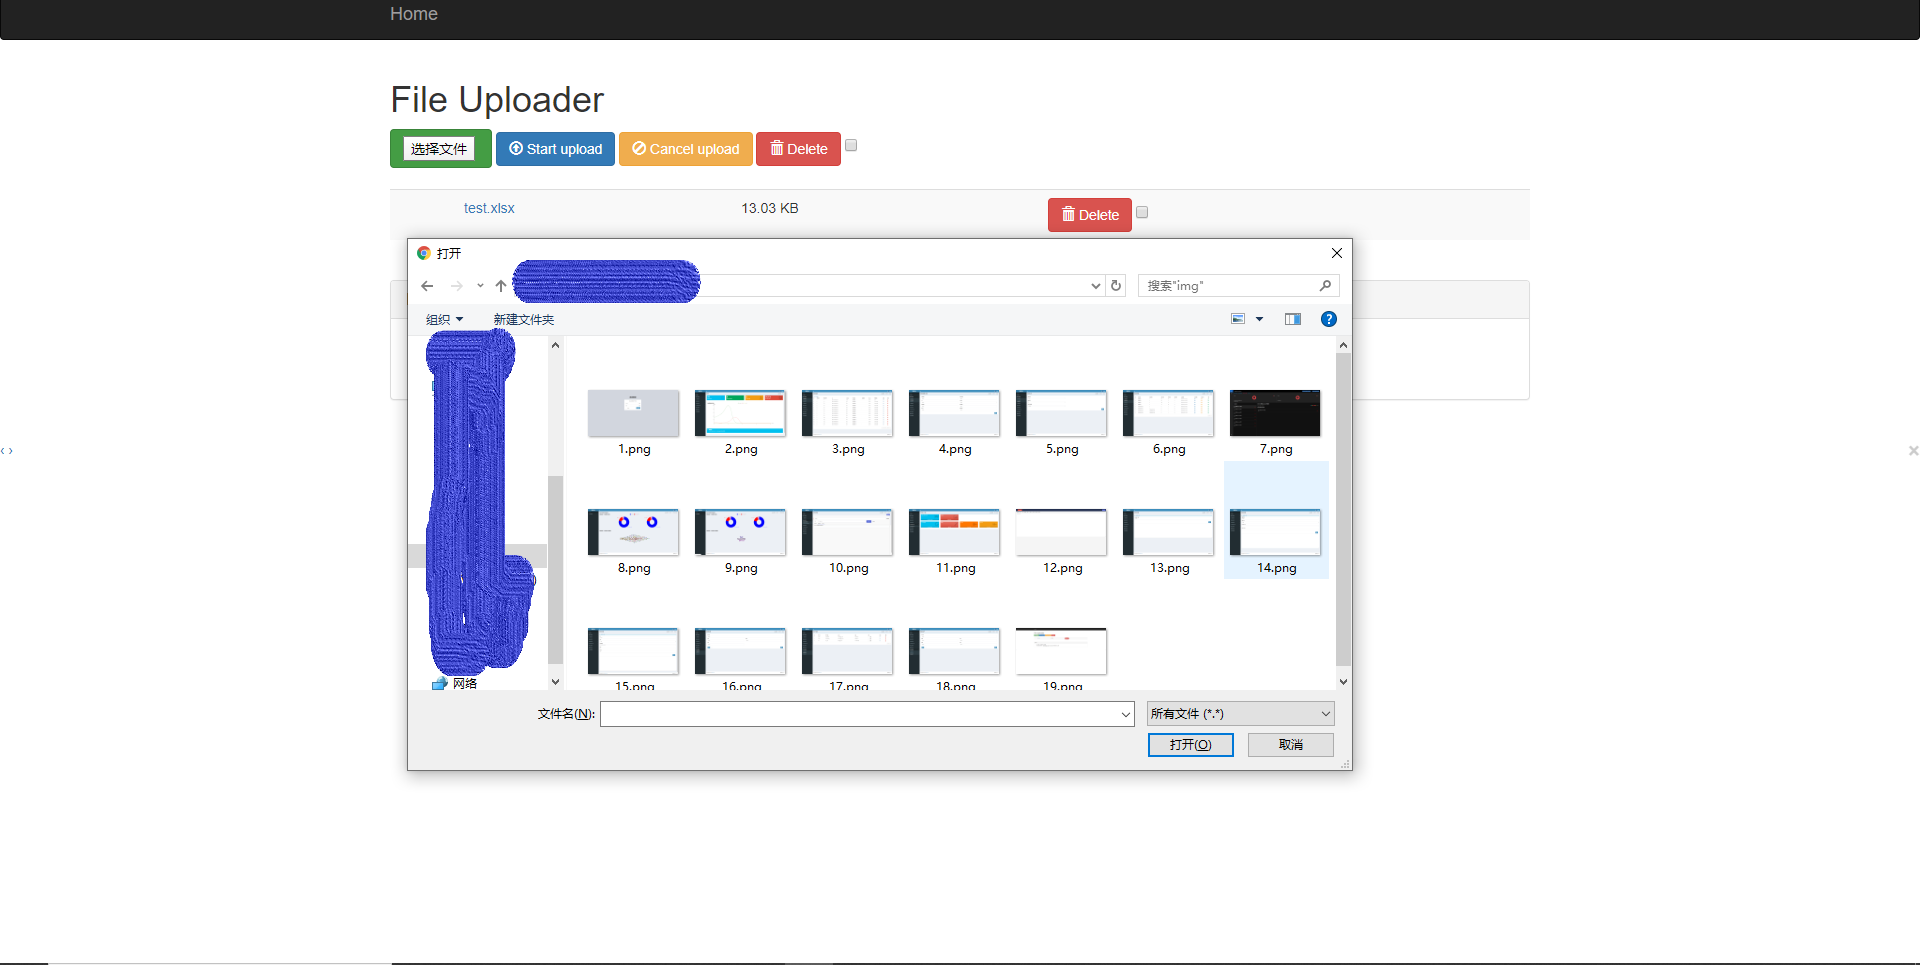 Home
File Uploader
选择文件 Start upload Cancel upload Delete
test.xlsx 13.03 KB Delete
打开
搜索"img"
组织 新建文件夹
1.png 2.png 3.png 4.png 5.png 6.png 7.png
8.png 9.png 10.png 11.png 12.png 13.png 14.png
15.png 16.png 17.png 18.png 19.png
网络
文件名(N): 所有文件 (*.*)
打开(O) 取消